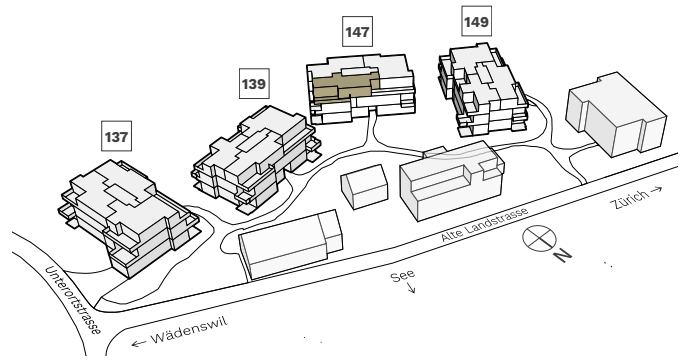 149
147
139
137
Zürich →
Alte Landstrasse
N
See
↓
Unterortstrasse
← Wädenswil